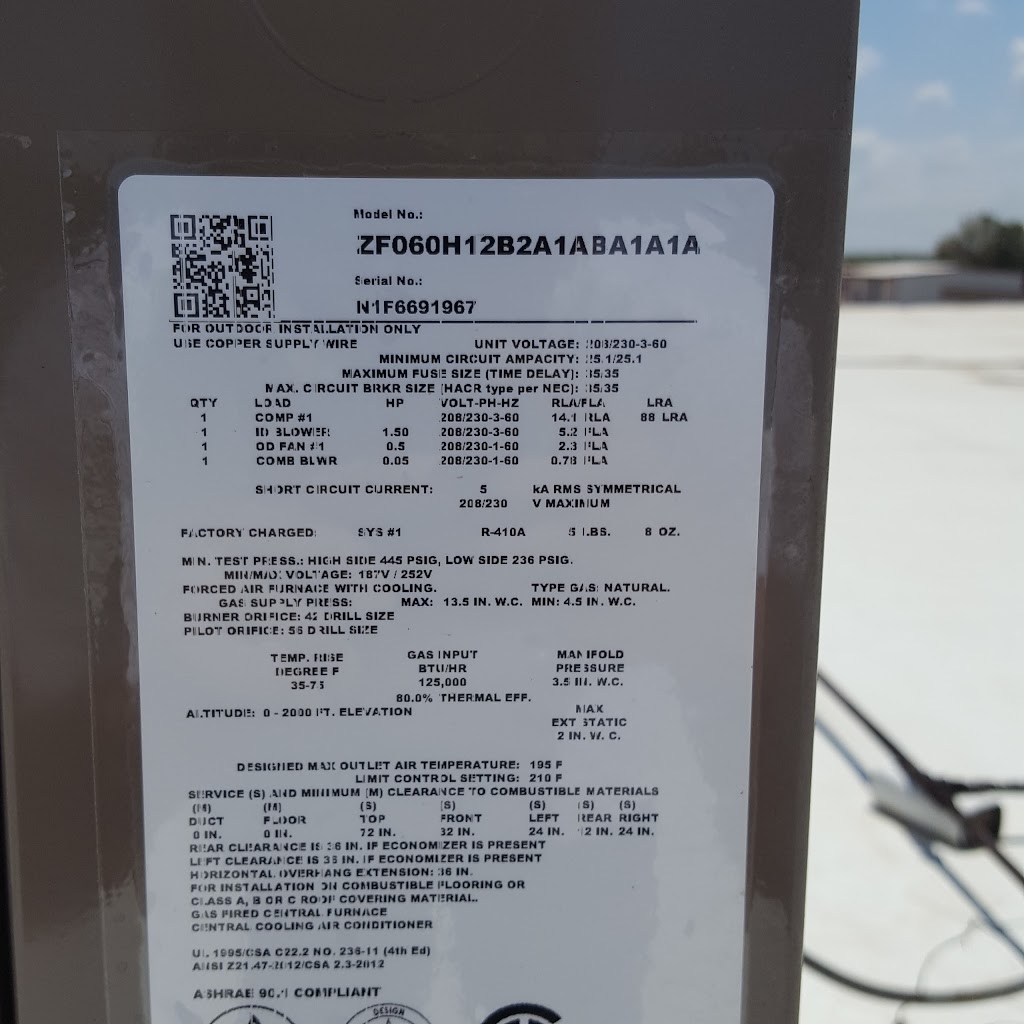 Model No.:
ZF060H12B2A1ABA1A1A
Serial No.:
N1F6691967
FOR OUTDOOR INSTALLATION ONLY
USE COPPER SUPPLY WIRE UNIT VOLTAGE: 208/230-3-60
MINIMUM CIRCUIT AMPACITY: 25.1/25.1
MAXIMUM FUSE SIZE (TIME DELAY): 35/35
MAX. CIRCUIT BRKR SIZE (HACR type per NEC): 35/35
QTY LOAD HP VOLT-PH-HZ RLA/FLA LRA
1 COMP #1 208/230-3-60 14.1 RLA 88 LRA
1 ID BLOWER 1.50 208/230-3-60 5.2 FLA
1 OD FAN #1 0.5 208/230-1-60 2.3 FLA
1 COMB BLWR 0.05 208/230-1-60 0.78 FLA
SHORT CIRCUIT CURRENT: 5 kA RMS SYMMETRICAL
208/230 V MAXIMUM
FACTORY CHARGED: SYS #1 R-410A 5 LBS. 8 OZ.
MIN. TEST PRESS.: HIGH SIDE 445 PSIG, LOW SIDE 236 PSIG.
MIN/MAX VOLTAGE: 187V / 252V
FORCED AIR FURNACE WITH COOLING. TYPE GAS: NATURAL.
GAS SUPPLY PRESS: MAX: 13.5 IN. W.C. MIN: 4.5 IN. W.C.
BURNER ORIFICE: 42 DRILL SIZE
PILOT ORIFICE: 56 DRILL SIZE
TEMP. RISE GAS INPUT MANIFOLD
DEGREE F BTU/HR PRESSURE
35-75 125,000 3.5 IN. W.C.
80.0% THERMAL EFF.
ALTITUDE: 0 - 2000 FT. ELEVATION MAX
EXT STATIC
2 IN. W. C.
DESIGNED MAX OUTLET AIR TEMPERATURE: 195 F
LIMIT CONTROL SETTING: 210 F
SERVICE (S) AND MINIMUM (M) CLEARANCE TO COMBUSTIBLE MATERIALS
(M) (M) (S) (S) (S) (S) (S)
DUCT FLOOR TOP FRONT LEFT REAR RIGHT
0 IN. 0 IN. 72 IN. 32 IN. 24 IN. 12 IN. 24 IN.
REAR CLEARANCE IS 36 IN. IF ECONOMIZER IS PRESENT
LEFT CLEARANCE IS 36 IN. IF ECONOMIZER IS PRESENT
HORIZONTAL OVERHANG EXTENSION: 36 IN.
FOR INSTALLATION ON COMBUSTIBLE FLOORING OR
CLASS A, B OR C ROOF COVERING MATERIAL.
GAS FIRED CENTRAL FURNACE
CENTRAL COOLING AIR CONDITIONER
UL 1995/CSA C22.2 NO. 236-11 (4th Ed)
ANSI Z21.47-2012/CSA 2.3-2012
ASHRAE 90.1 COMPLIANT
DESIGN